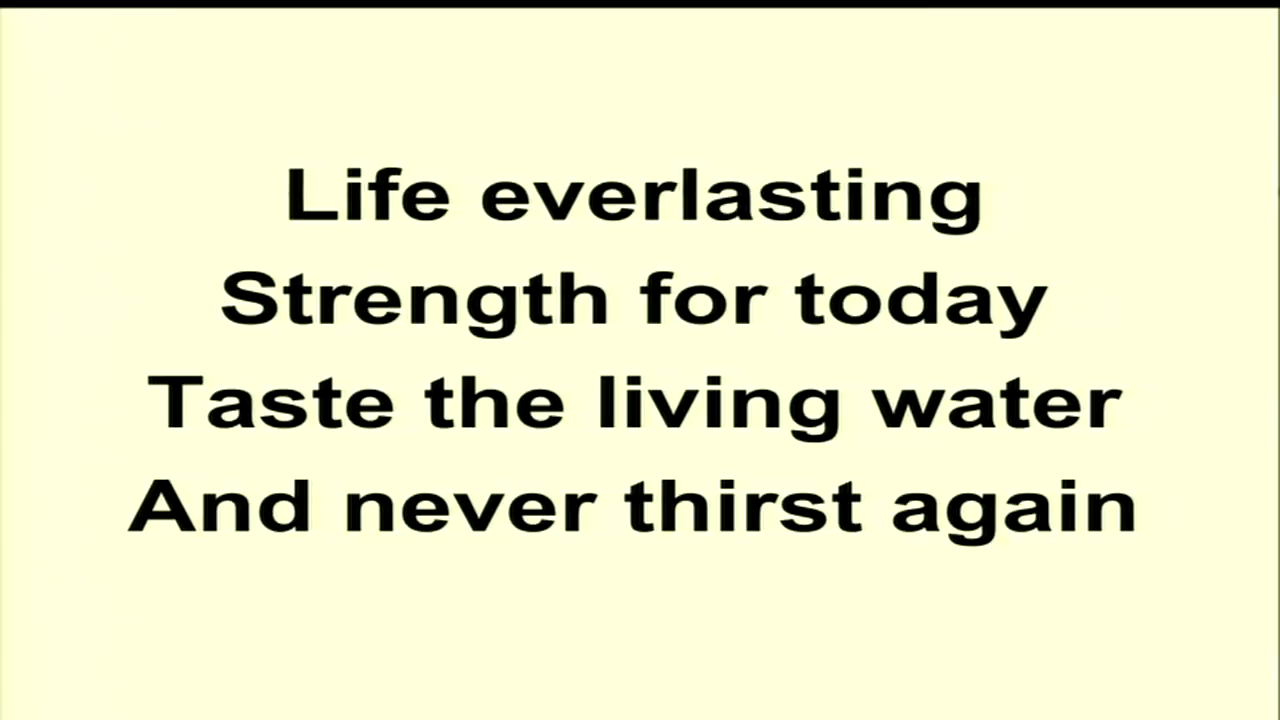 Life everlasting
Strength for today
Taste the living water
And never thirst again